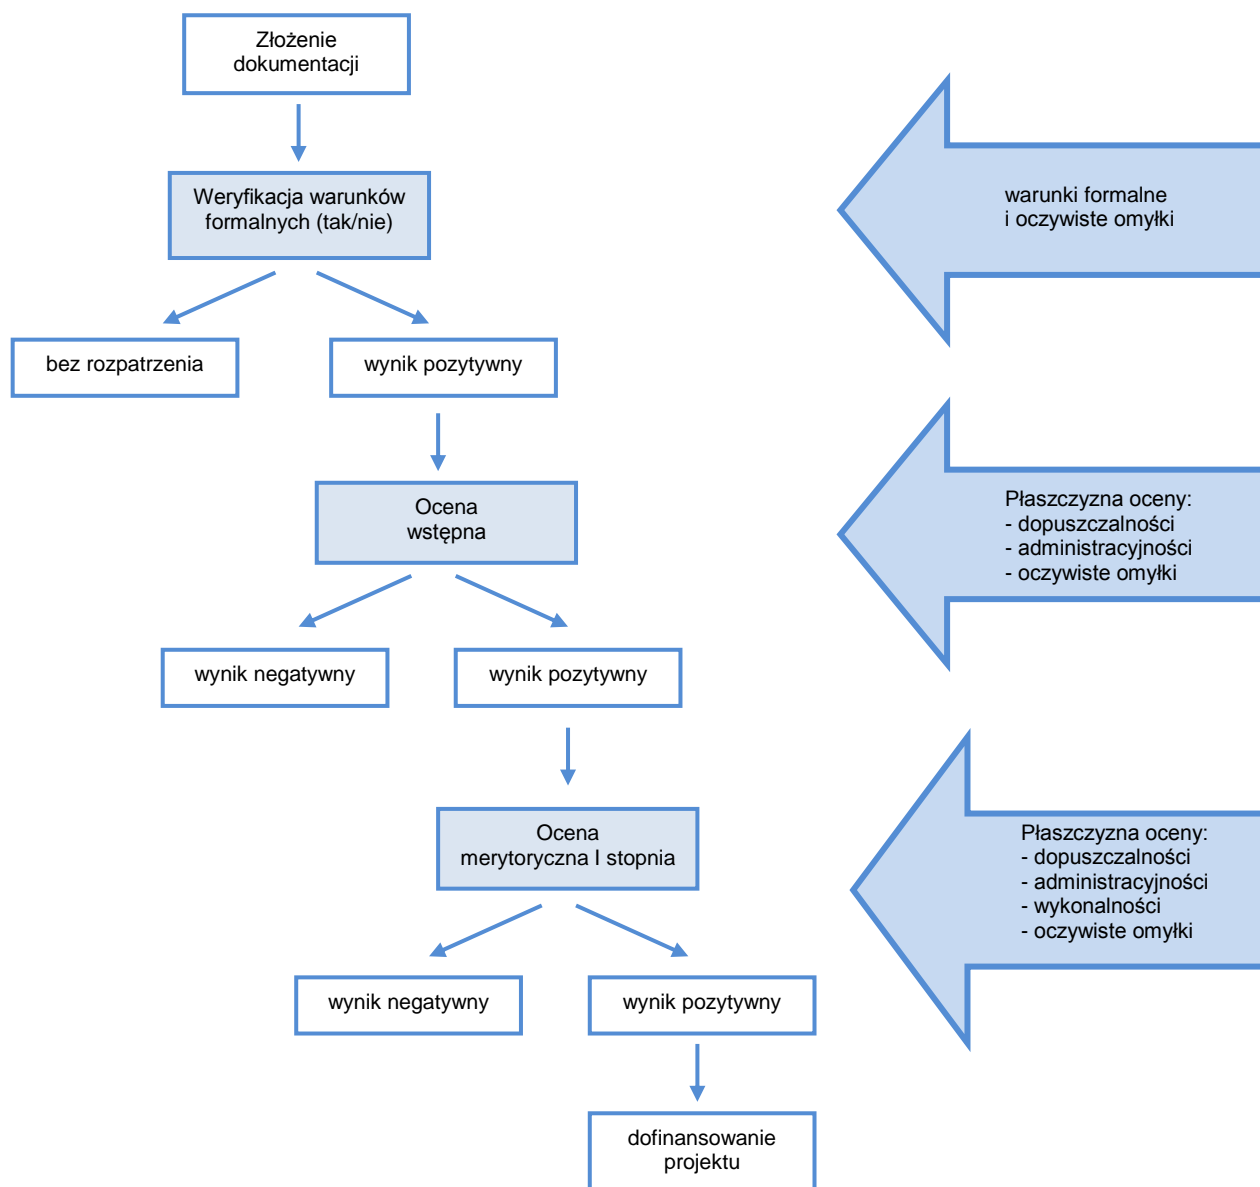 Złożenie
dokumentacji
Weryfikacja warunków
formalnych (tak/nie)
warunki formalne
i oczywiste omyłki
bez rozpatrzenia
wynik pozytywny
Ocena
wstępna
Płaszczyzna oceny:
- dopuszczalności
- administracyjności
- oczywiste omyłki
wynik negatywny
wynik pozytywny
Ocena
merytoryczna I stopnia
Płaszczyzna oceny:
- dopuszczalności
- administracyjności
- wykonalności
- oczywiste omyłki
wynik negatywny
wynik pozytywny
dofinansowanie
projektu